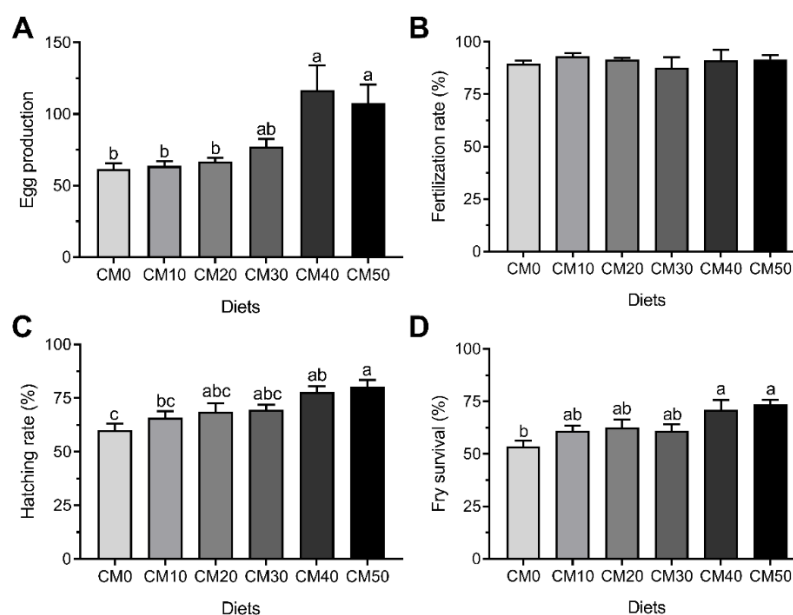 A
Egg production
150
100
50
0
b
b
b
ab
a
a
CM0 CM10 CM20 CM30 CM40 CM50
Diets
B
Fertilization rate (%)
100
75
50
25
0
CM0 CM10 CM20 CM30 CM40 CM50
Diets
C
Hatching rate (%)
100
75
50
25
0
c
bc
abc
abc
ab
a
CM0 CM10 CM20 CM30 CM40 CM50
Diets
D
Fry survival (%)
100
75
50
25
0
b
ab
ab
ab
a
a
CM0 CM10 CM20 CM30 CM40 CM50
Diets